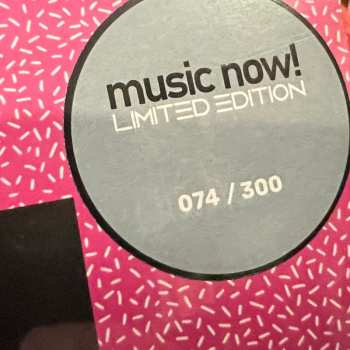 music now!
LIMITED EDITION
074 / 300